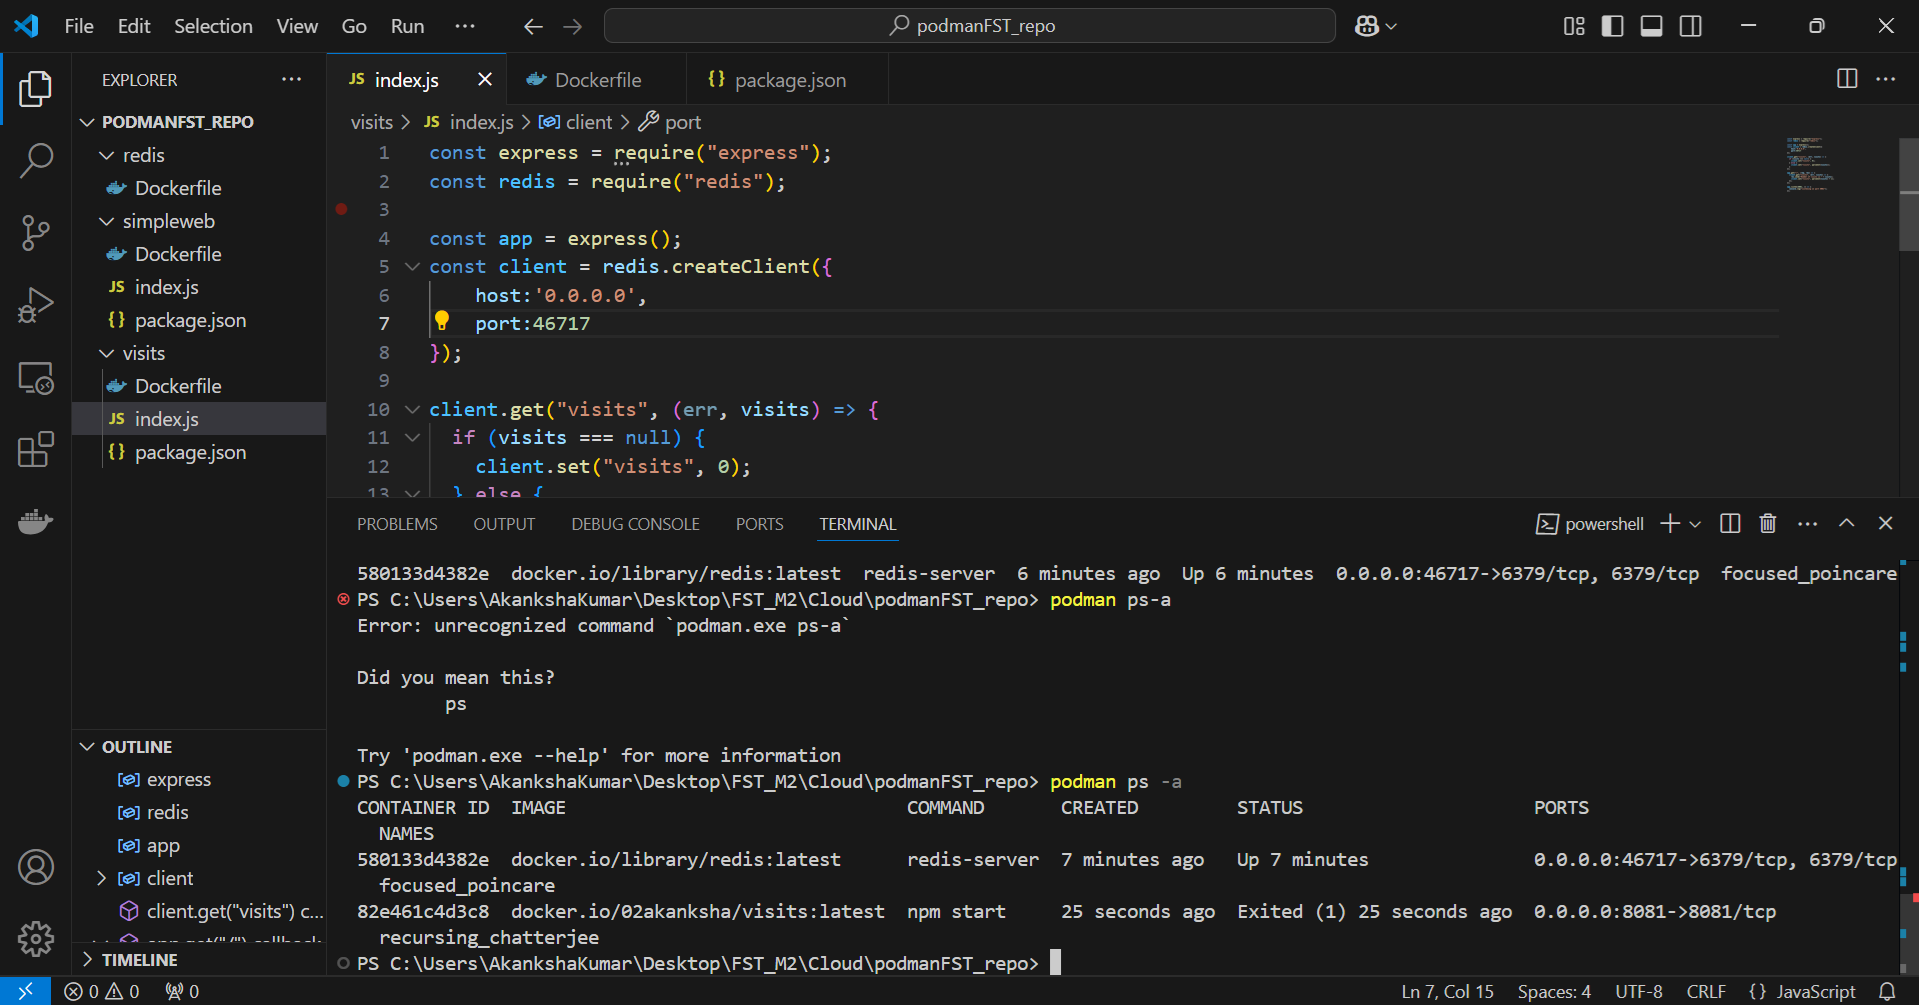 File Edit Selection View Go Run ··· podmanFST_repo
EXPLORER ···
PODMANFST_REPO
redis
Dockerfile
simpleweb
Dockerfile
JS index.js
{} package.json
visits
Dockerfile
JS index.js
{} package.json
OUTLINE
express
redis
app
client
client.get("visits") c...
app.get("/") callback
TIMELINE
JS index.js Dockerfile {} package.json
visits > JS index.js > client > port
1 const express = require("express");
2 const redis = require("redis");
3
4 const app = express();
5 const client = redis.createClient({
6 host:'0.0.0.0',
7 port:46717
8 });
9
10 client.get("visits", (err, visits) => {
11 if (visits === null) {
12 client.set("visits", 0);
13 } else {
PROBLEMS OUTPUT DEBUG CONSOLE PORTS TERMINAL powershell
580133d4382e docker.io/library/redis:latest redis-server 6 minutes ago Up 6 minutes 0.0.0.0:46717->6379/tcp, 6379/tcp focused_poincare
PS C:\Users\AkankshaKumar\Desktop\FST_M2\Cloud\podmanFST_repo> podman ps-a
Error: unrecognized command `podman.exe ps-a`
Did you mean this?
ps
Try 'podman.exe --help' for more information
PS C:\Users\AkankshaKumar\Desktop\FST_M2\Cloud\podmanFST_repo> podman ps -a
CONTAINER ID IMAGE COMMAND CREATED STATUS PORTS
NAMES
580133d4382e docker.io/library/redis:latest redis-server 7 minutes ago Up 7 minutes 0.0.0.0:46717->6379/tcp, 6379/tcp
focused_poincare
82e461c4d3c8 docker.io/02akanksha/visits:latest npm start 25 seconds ago Exited (1) 25 seconds ago 0.0.0.0:8081->8081/tcp
recursing_chatterjee
PS C:\Users\AkankshaKumar\Desktop\FST_M2\Cloud\podmanFST_repo>
0 0 0 Ln 7, Col 15 Spaces: 4 UTF-8 CRLF {} JavaScript